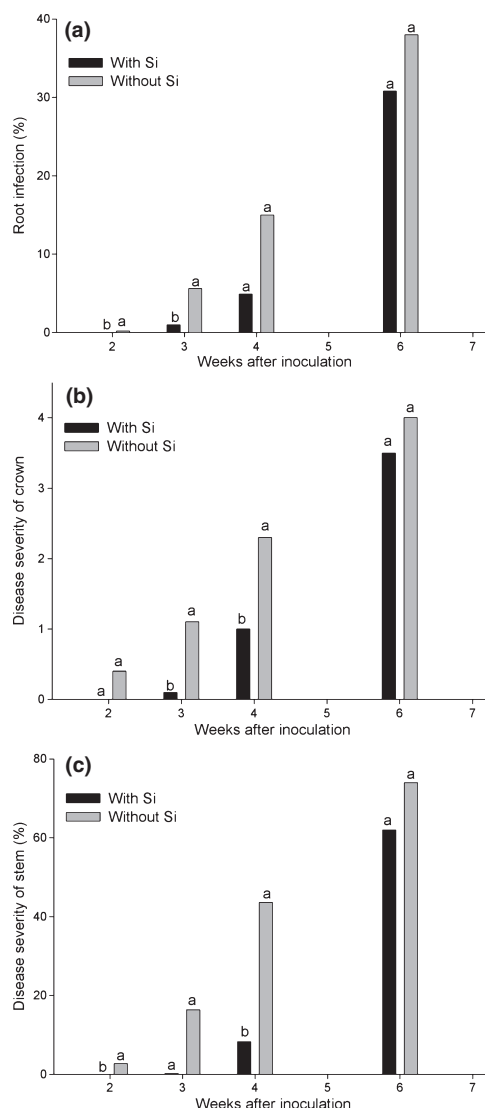 (a)
With Si
Without Si
Root infection (%)
40
30
20
10
0
b a
b a
a a
a a
2 3 4 5 6 7
Weeks after inoculation
(b)
With Si
Without Si
Disease severity of crown
4
3
2
1
0
a a
b a
b a
a a
2 3 4 5 6 7
Weeks after inoculation
(c)
With Si
Without Si
Disease severity of stem (%)
80
60
40
20
0
b a
a a
b a
a a
2 3 4 5 6 7
Weeks after inoculation